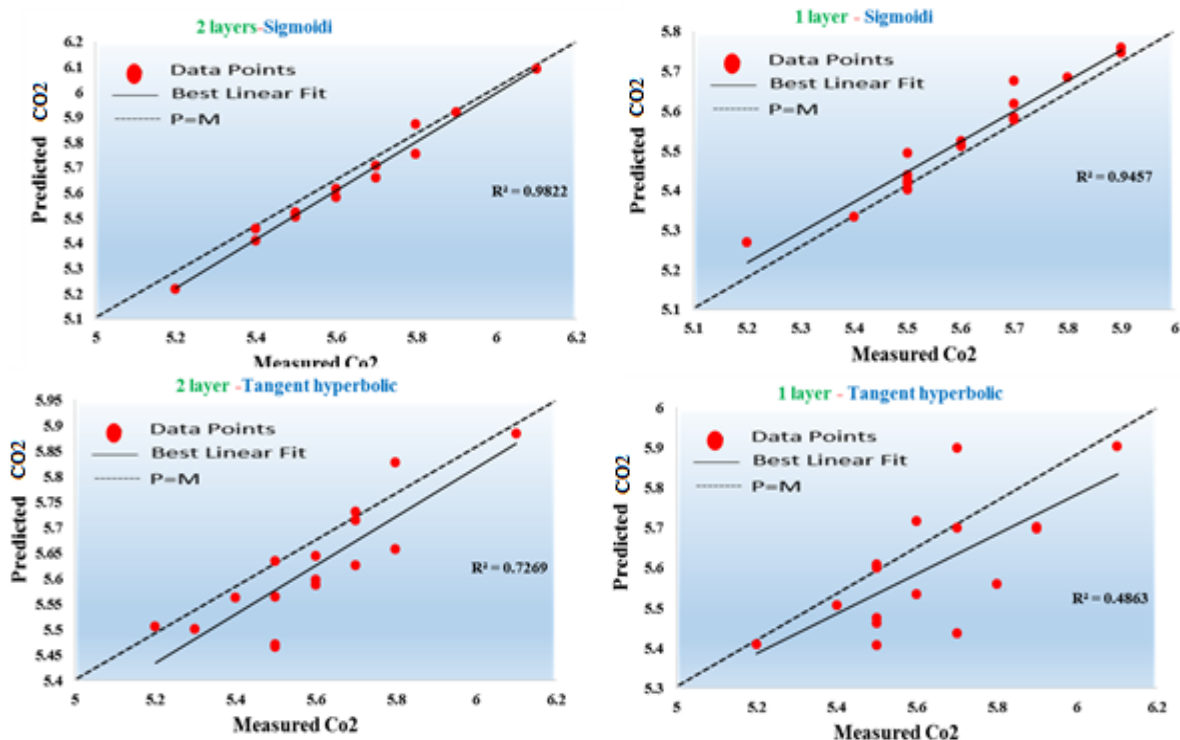 2 layers-Sigmoidi
6.2
6.1
6
5.9
5.8
5.7
5.6
5.5
5.4
5.3
5.2
5.1
Predicted CO2
Data Points
Best Linear Fit
P=M
R² = 0.9822
5 5.2 5.4 5.6 5.8 6 6.2
Measured Co2
1 layer - Sigmoidi
5.8
5.7
5.6
5.5
5.4
5.3
5.2
5.1
Predicted CO2
Data Points
Best Linear Fit
P=M
R² = 0.9457
5.1 5.2 5.3 5.4 5.5 5.6 5.7 5.8 5.9 6
Measured Co2
2 layer -Tangent hyperbolic
5.95
5.9
5.85
5.8
5.75
5.7
5.65
5.6
5.55
5.5
5.45
5.4
Predicted CO2
Data Points
Best Linear Fit
P=M
R² = 0.7269
5 5.2 5.4 5.6 5.8 6 6.2
Measured Co2
1 layer - Tangent hyperbolic
6
5.9
5.8
5.7
5.6
5.5
5.4
5.3
Predicted CO2
Data Points
Best Linear Fit
P=M
R² = 0.4863
5 5.2 5.4 5.6 5.8 6 6.2
Measured Co2